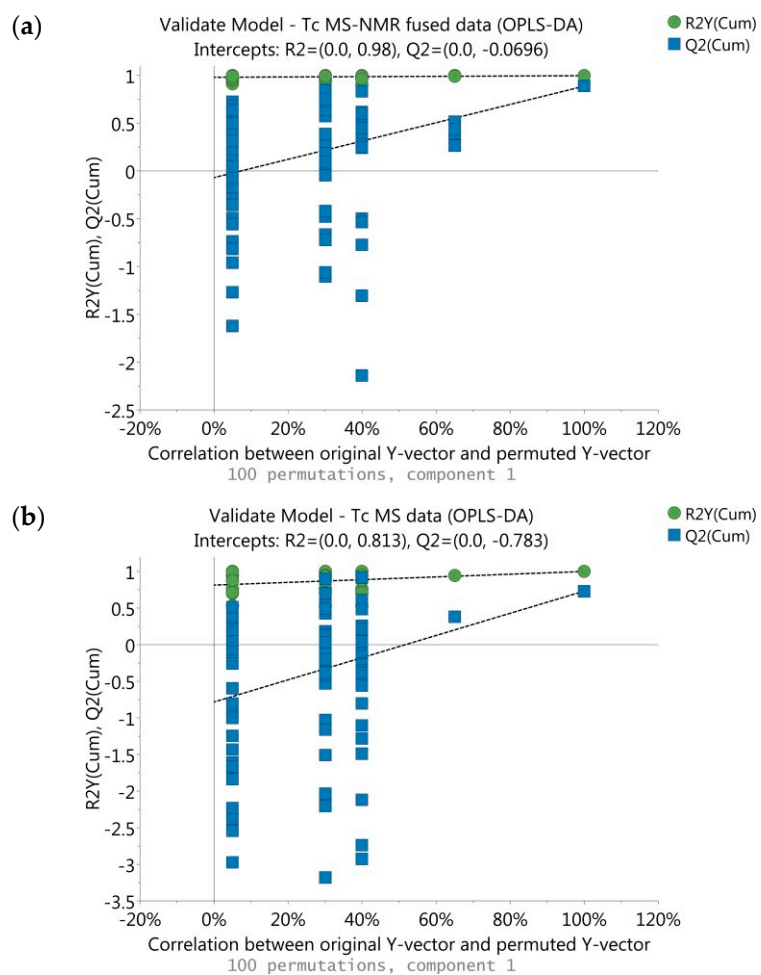 (a)
Validate Model - Tc MS-NMR fused data (OPLS-DA)
Intercepts: R2=(0.0, 0.98), Q2=(0.0, -0.0696)
R2Y(Cum)
Q2(Cum)
R2Y(Cum), Q2(Cum)
1
0.5
0
-0.5
-1
-1.5
-2
-2.5
-20% 0% 20% 40% 60% 80% 100% 120%
Correlation between original Y-vector and permuted Y-vector
100 permutations, component 1
(b)
Validate Model - Tc MS data (OPLS-DA)
Intercepts: R2=(0.0, 0.813), Q2=(0.0, -0.783)
R2Y(Cum)
Q2(Cum)
R2Y(Cum), Q2(Cum)
1
0.5
0
-0.5
-1
-1.5
-2
-2.5
-3
-3.5
-20% 0% 20% 40% 60% 80% 100% 120%
Correlation between original Y-vector and permuted Y-vector
100 permutations, component 1